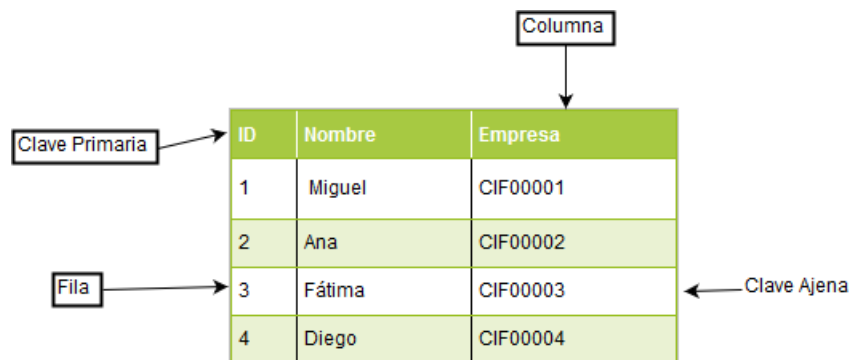 Columna
Clave Primaria
ID Nombre Empresa
1 Miguel CIF00001
2 Ana CIF00002
Fila
3 Fátima CIF00003
Clave Ajena
4 Diego CIF00004